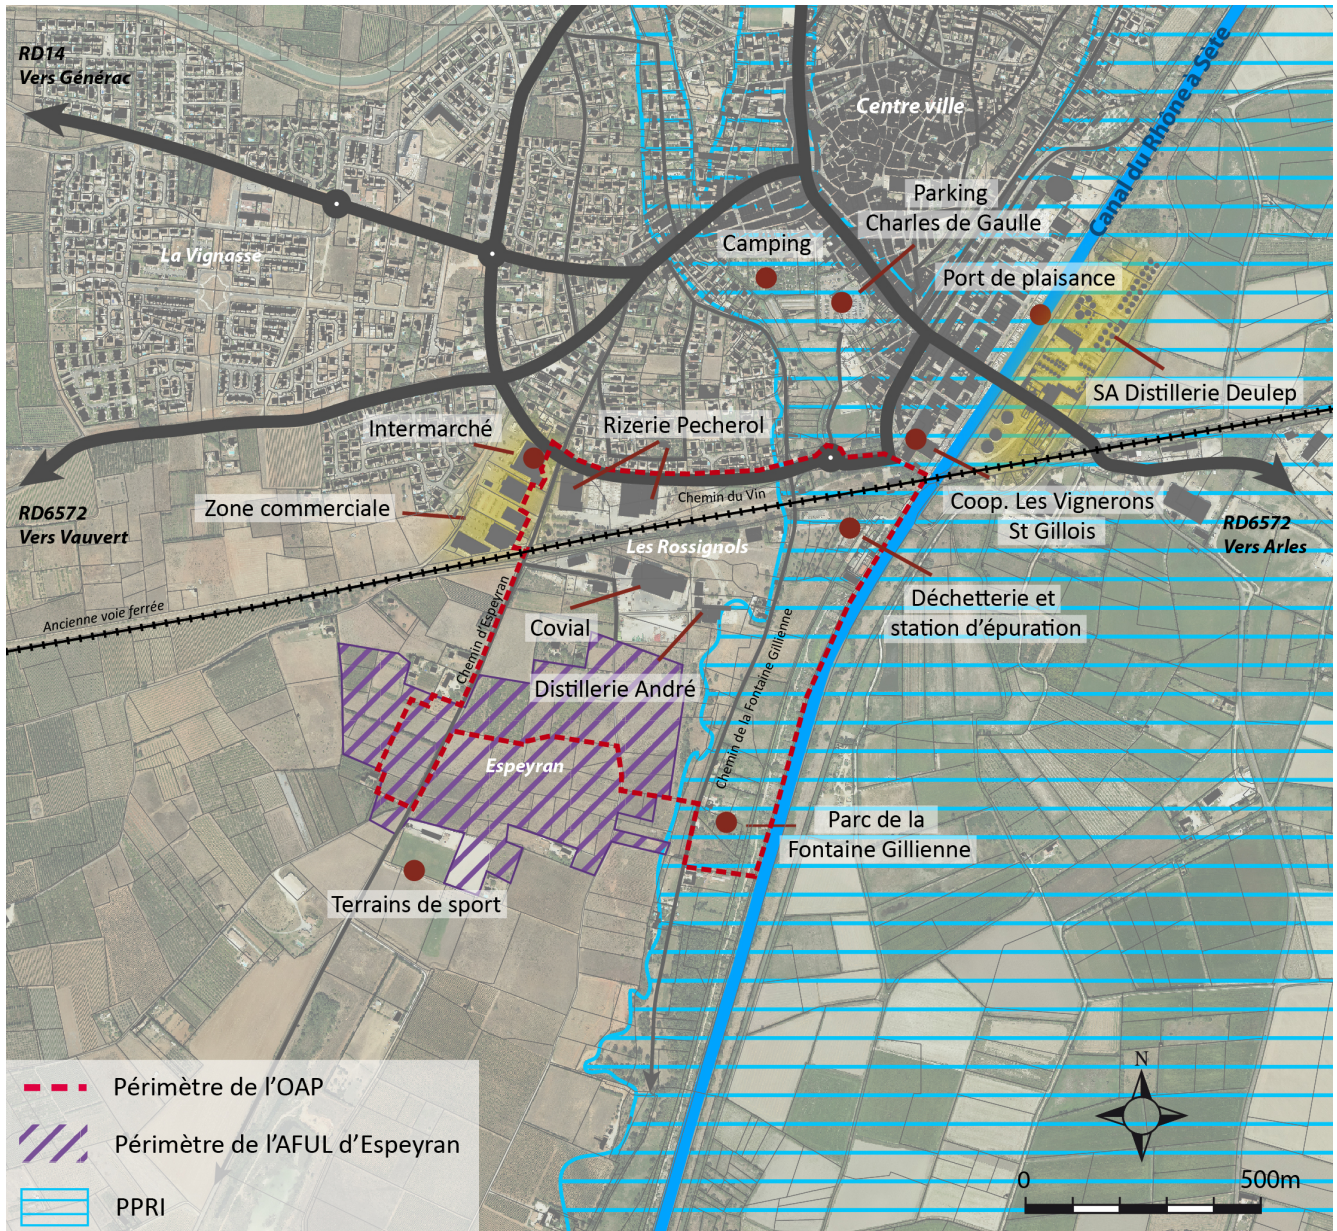 RD14
Vers Générac
Centre ville
Canal du Rhône à Sète
Parking
Charles de Gaulle
Camping
La Vignasse
Port de plaisance
SA Distillerie Deulep
Intermarché
Rizerie Pecherol
Zone commerciale
Chemin du Vin
Coop. Les Vignerons
St Gillois
RD6572
Vers Vauvert
RD6572
Vers Arles
Les Rossignols
Ancienne voie ferrée
Chemin d'Espeyran
Covial
Déchetterie et
station d'épuration
Distillerie André
Chemin de la Fontaine Gillienne
Espeyran
Parc de la
Fontaine Gillienne
Terrains de sport
Périmètre de l'OAP
Périmètre de l'AFUL d'Espeyran
PPRI
N
0 500m